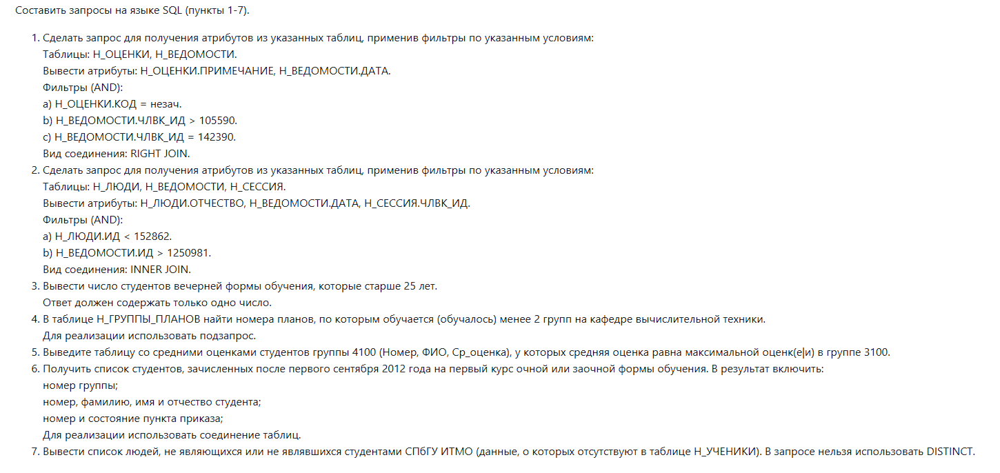 Составить запросы на языке SQL (пункты 1-7).
1. Сделать запрос для получения атрибутов из указанных таблиц, применив фильтры по указанным условиям:
Таблицы: Н_ОЦЕНКИ, Н_ВЕДОМОСТИ.
Вывести атрибуты: Н_ОЦЕНКИ.ПРИМЕЧАНИЕ, Н_ВЕДОМОСТИ.ДАТА.
Фильтры (AND):
a) Н_ОЦЕНКИ.КОД = незач.
b) Н_ВЕДОМОСТИ.ЧЛВК_ИД > 105590.
c) Н_ВЕДОМОСТИ.ЧЛВК_ИД = 142390.
Вид соединения: RIGHT JOIN.
2. Сделать запрос для получения атрибутов из указанных таблиц, применив фильтры по указанным условиям:
Таблицы: Н_ЛЮДИ, Н_ВЕДОМОСТИ, Н_СЕССИЯ.
Вывести атрибуты: Н_ЛЮДИ.ОТЧЕСТВО, Н_ВЕДОМОСТИ.ДАТА, Н_СЕССИЯ.ЧЛВК_ИД.
Фильтры (AND):
a) Н_ЛЮДИ.ИД < 152862.
b) Н_ВЕДОМОСТИ.ИД > 1250981.
Вид соединения: INNER JOIN.
3. Вывести число студентов вечерней формы обучения, которые старше 25 лет.
Ответ должен содержать только одно число.
4. В таблице Н_ГРУППЫ_ПЛАНОВ найти номера планов, по которым обучается (обучалось) менее 2 групп на кафедре вычислительной техники.
Для реализации использовать подзапрос.
5. Выведите таблицу со средними оценками студентов группы 4100 (Номер, ФИО, Ср_оценка), у которых средняя оценка равна максимальной оценк(е|и) в группе 3100.
6. Получить список студентов, зачисленных после первого сентября 2012 года на первый курс очной или заочной формы обучения. В результат включить:
номер группы;
номер, фамилию, имя и отчество студента;
номер и состояние пункта приказа;
Для реализации использовать соединение таблиц.
7. Вывести список людей, не являющихся или не являвшихся студентами СПбГУ ИТМО (данные, о которых отсутствуют в таблице Н_УЧЕНИКИ). В запросе нельзя использовать DISTINCT.